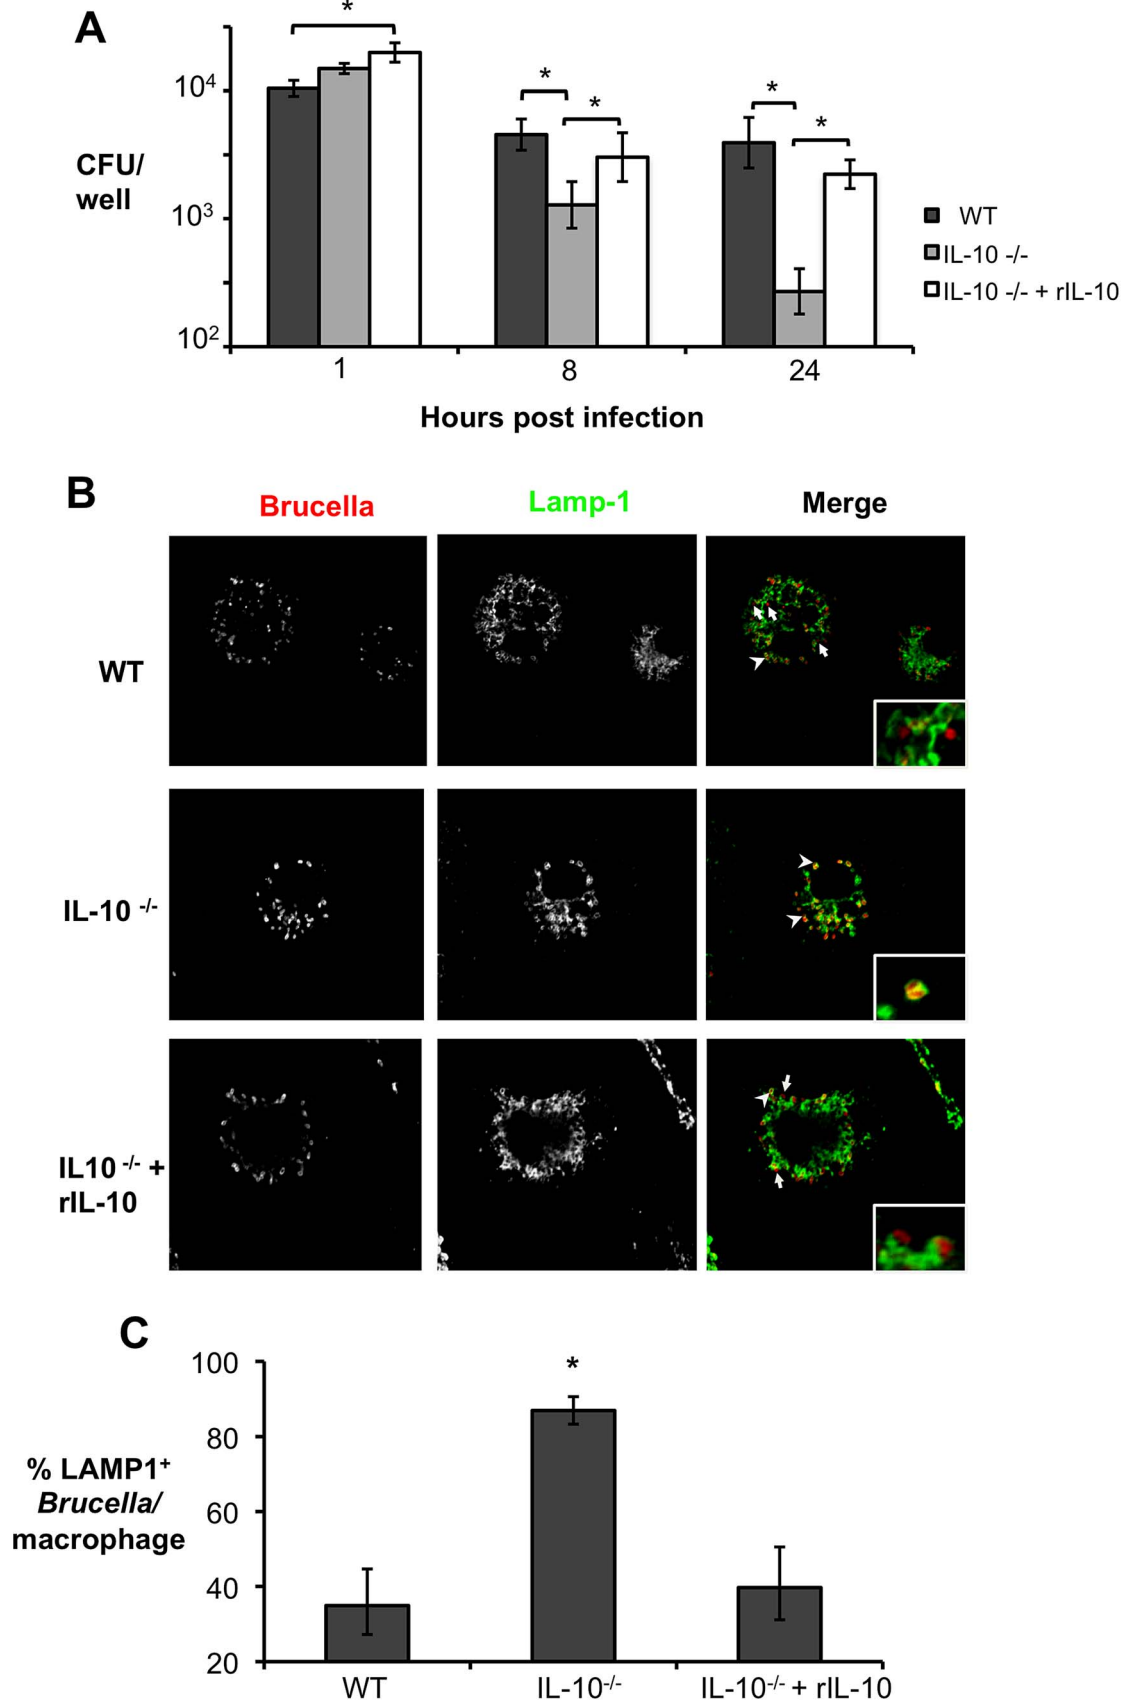 A
*
10⁴
* * * *
CFU/
well
10³
WT
IL-10 -/-
IL-10 -/- + rIL-10
10²
1 8 24
Hours post infection
B
Brucella Lamp-1 Merge
WT
IL-10 -/-
IL10 -/- +
rIL-10
C
100
*
80
% LAMP1⁺
Brucella/
macrophage
60
40
20
WT IL-10-/- IL-10-/- + rIL-10